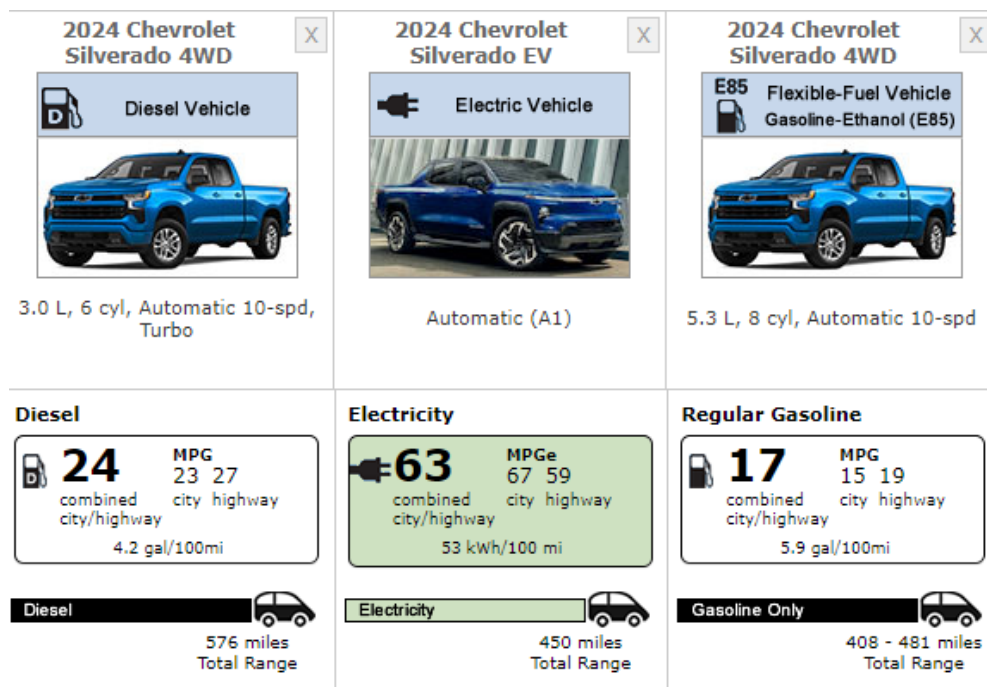 2024 Chevrolet
Silverado 4WD
X
D
Diesel Vehicle
3.0 L, 6 cyl, Automatic 10-spd,
Turbo
2024 Chevrolet
Silverado EV
X
Electric Vehicle
Automatic (A1)
2024 Chevrolet
Silverado 4WD
X
E85
Flexible-Fuel Vehicle
Gasoline-Ethanol (E85)
5.3 L, 8 cyl, Automatic 10-spd
Diesel
D
24
combined
city/highway
MPG
23 27
city highway
4.2 gal/100mi
Diesel
576 miles
Total Range
Electricity
63
combined
city/highway
MPGe
67 59
city highway
53 kWh/100 mi
Electricity
450 miles
Total Range
Regular Gasoline
17
combined
city/highway
MPG
15 19
city highway
5.9 gal/100mi
Gasoline Only
408 - 481 miles
Total Range